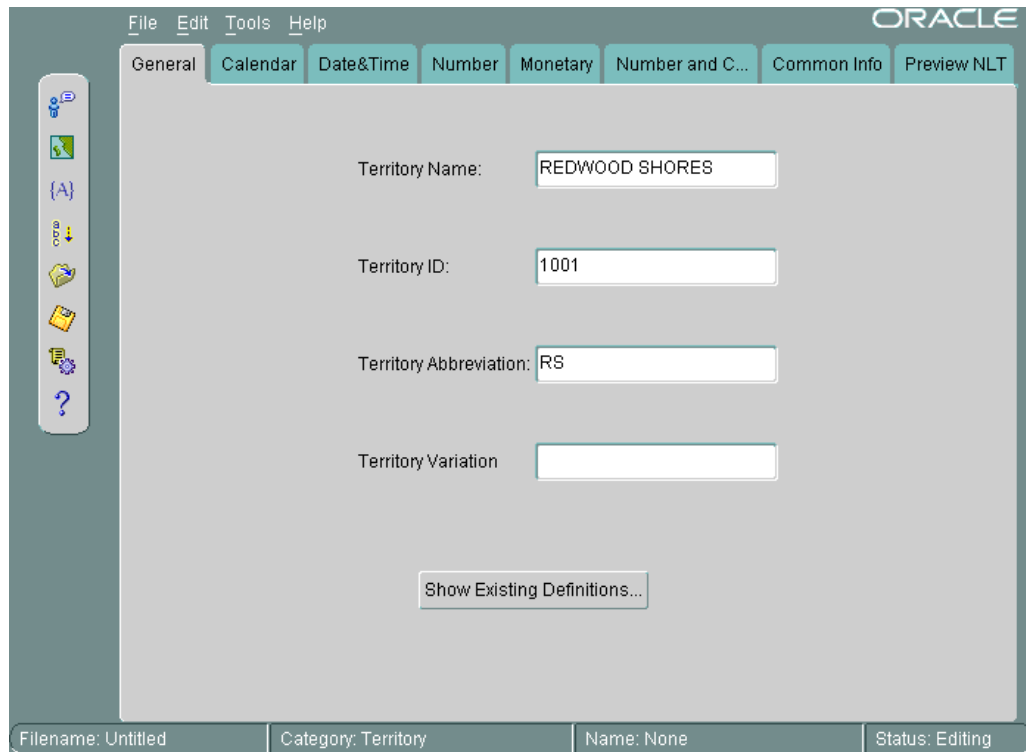 File Edit Tools Help
ORACLE
General Calendar Date&Time Number Monetary Number and C... Common Info Preview NLT
{A}
a
b
c
?
Territory Name: REDWOOD SHORES
Territory ID: 1001
Territory Abbreviation: RS
Territory Variation
Show Existing Definitions...
Filename: Untitled Category: Territory Name: None Status: Editing